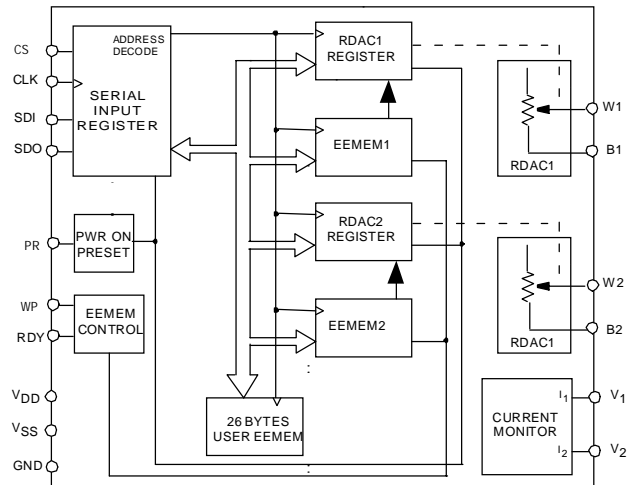 CS
CLK
SDI
SDO
PR
WP
RDY
VDD
VSS
GND
ADDRESS
DECODE
SERIAL
INPUT
REGISTER
PWR ON
PRESET
EEMEM
CONTROL
RDAC1
REGISTER
EEMEM1
RDAC2
REGISTER
EEMEM2
26 BYTES
USER EEMEM
RDAC1
W1
B1
RDAC1
W2
B2
CURRENT
MONITOR
I1
I2
V1
V2